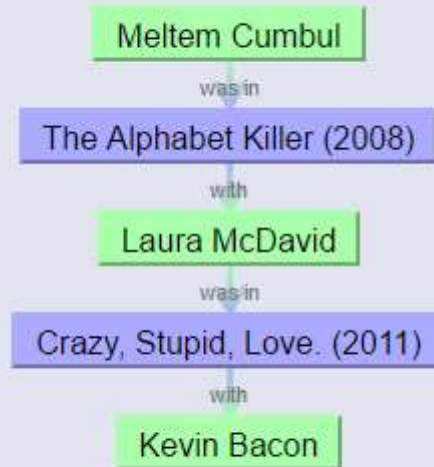 Meltem Cumbul
was in
The Alphabet Killer (2008)
with
Laura McDavid
was in
Crazy, Stupid, Love. (2011)
with
Kevin Bacon